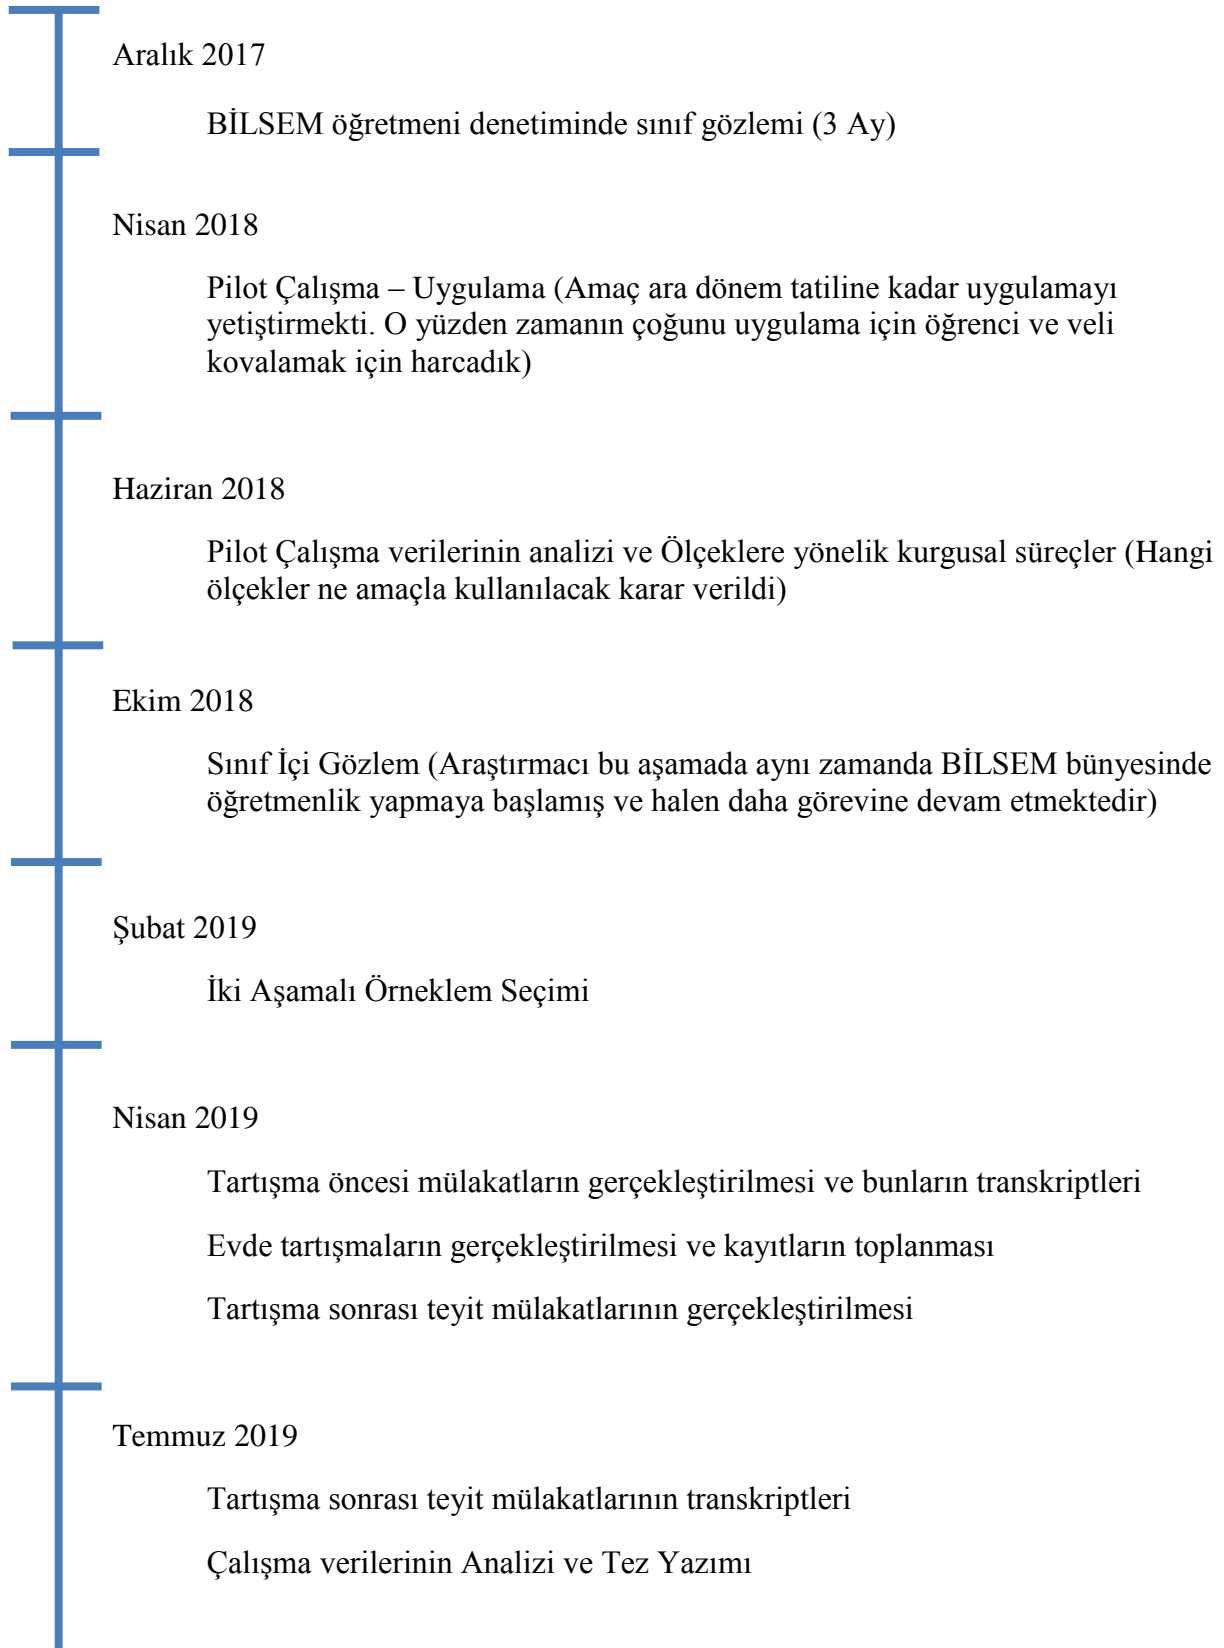 Aralık 2017
BİLSEM öğretmeni denetiminde sınıf gözlemi (3 Ay)
Nisan 2018
Pilot Çalışma – Uygulama (Amaç ara dönem tatiline kadar uygulamayı
yetiştirmekti. O yüzden zamanın çoğunu uygulama için öğrenci ve veli
kovalamak için harcadık)
Haziran 2018
Pilot Çalışma verilerinin analizi ve Ölçeklere yönelik kurgusal süreçler (Hangi
ölçekler ne amaçla kullanılacak karar verildi)
Ekim 2018
Sınıf İçi Gözlem (Araştırmacı bu aşamada aynı zamanda BİLSEM bünyesinde
öğretmenlik yapmaya başlamış ve halen daha görevine devam etmektedir)
Şubat 2019
İki Aşamalı Örneklem Seçimi
Nisan 2019
Tartışma öncesi mülakatların gerçekleştirilmesi ve bunların transkriptleri
Evde tartışmaların gerçekleştirilmesi ve kayıtların toplanması
Tartışma sonrası teyit mülakatlarının gerçekleştirilmesi
Temmuz 2019
Tartışma sonrası teyit mülakatlarının transkriptleri
Çalışma verilerinin Analizi ve Tez Yazımı